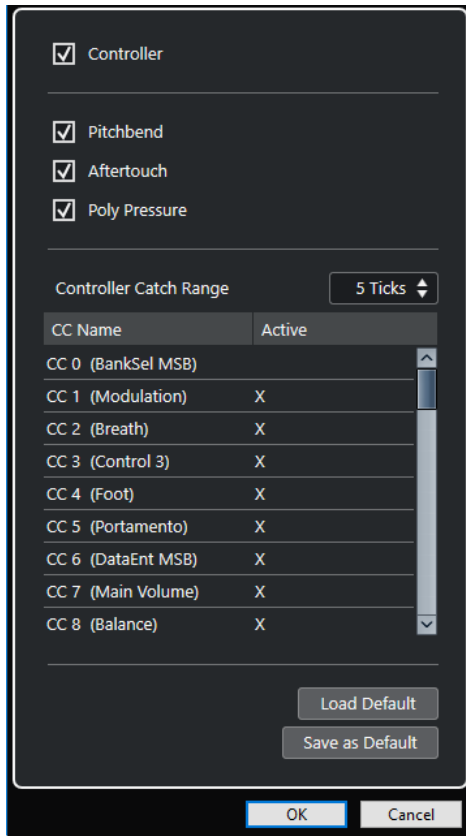 Controller
Pitchbend
Aftertouch
Poly Pressure
Controller Catch Range 5 Ticks
CC Name Active
CC 0 (BankSel MSB)
CC 1 (Modulation) X
CC 2 (Breath) X
CC 3 (Control 3) X
CC 4 (Foot) X
CC 5 (Portamento) X
CC 6 (DataEnt MSB) X
CC 7 (Main Volume) X
CC 8 (Balance) X
Load Default
Save as Default
OK Cancel